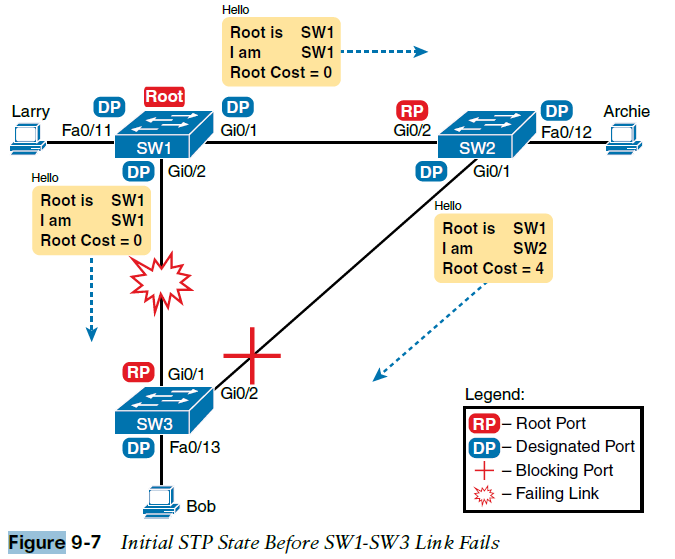 Hello
Root is SW1
I am SW1
Root Cost = 0
Root
DP
DP
RP
DP
Larry
Archie
Fa0/11
Gi0/1
Gi0/2
Fa0/12
SW1
SW2
DP
Gi0/2
DP
Gi0/1
Hello
Root is SW1
I am SW1
Root Cost = 0
Hello
Root is SW1
I am SW2
Root Cost = 4
RP
Gi0/1
Gi0/2
SW3
DP
Fa0/13
Bob
Legend:
RP – Root Port
DP – Designated Port
– Blocking Port
– Failing Link
Figure 9-7 Initial STP State Before SW1-SW3 Link Fails